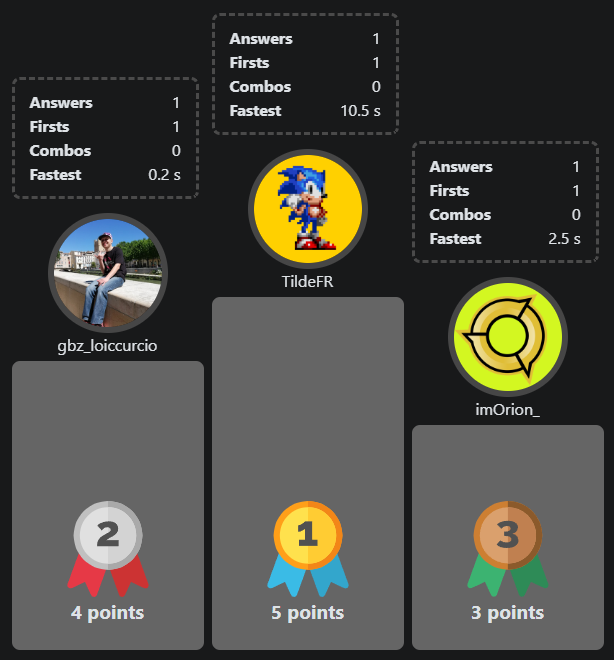 Answers 1
Firsts 1
Combos 0
Fastest 0.2 s
gbz_loiccurcio
2
4 points
Answers 1
Firsts 1
Combos 0
Fastest 10.5 s
TildeFR
1
5 points
Answers 1
Firsts 1
Combos 0
Fastest 2.5 s
imOrion_
3
3 points